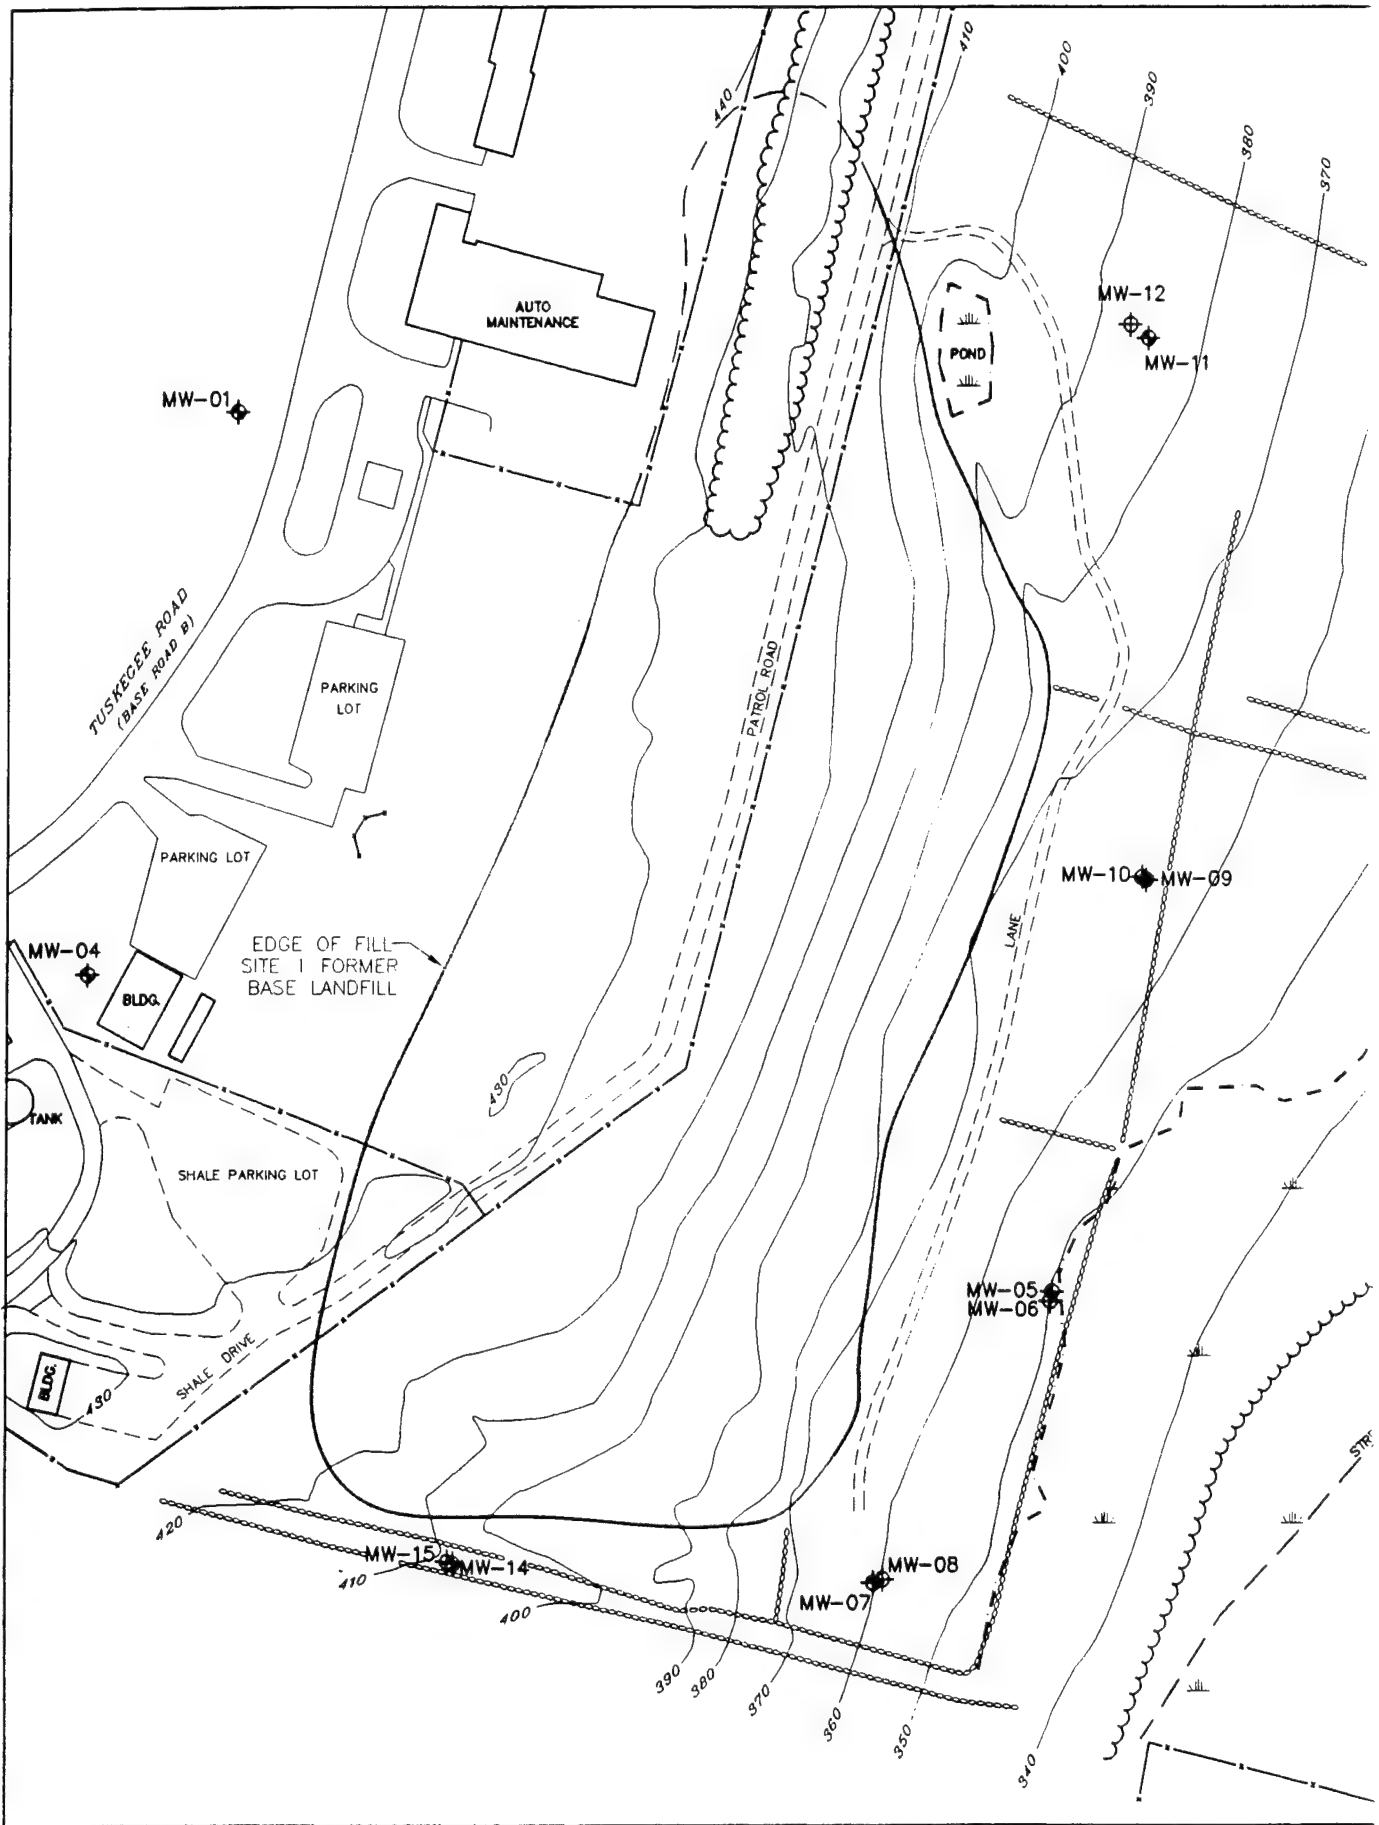 410
400
390
380
370
440
MW-12
MW-11
AUTO
MAINTENANCE
POND
MW-01
TUSKEGEE ROAD
(BASE ROAD B)
PARKING
LOT
PATROL ROAD
PARKING LOT
MW-10
MW-09
LANE
EDGE OF FILL
SITE 1 FORMER
BASE LANDFILL
MW-04
BLDG.
430
TANK
SHALE PARKING LOT
MW-05
MW-06
SHALE DRIVE
BLDG.
430
STR
420
MW-15
MW-14
410
400
MW-08
MW-07
390
380
370
360
350
340